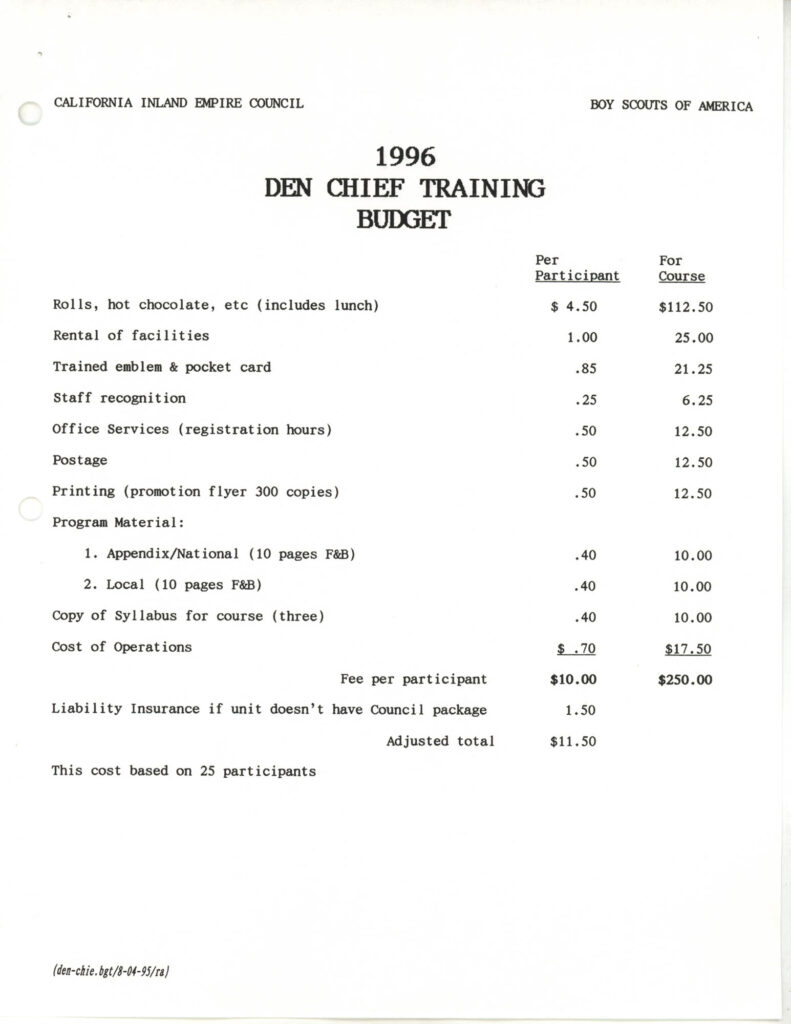 CALIFORNIA INLAND EMPIRE COUNCIL BOY SCOUTS OF AMERICA
1996
DEN CHIEF TRAINING
BUDGET
Per For
Participant Course
Rolls, hot chocolate, etc (includes lunch) $ 4.50 $112.50
Rental of facilities 1.00 25.00
Trained emblem & pocket card .85 21.25
Staff recognition .25 6.25
Office Services (registration hours) .50 12.50
Postage .50 12.50
Printing (promotion flyer 300 copies) .50 12.50
Program Material:
1. Appendix/National (10 pages F&B) .40 10.00
2. Local (10 pages F&B) .40 10.00
Copy of Syllabus for course (three) .40 10.00
Cost of Operations $ .70 $17.50
Fee per participant $10.00 $250.00
Liability Insurance if unit doesn't have Council package 1.50
Adjusted total $11.50
This cost based on 25 participants
(den-chie.bgt/8-04-95/ra)